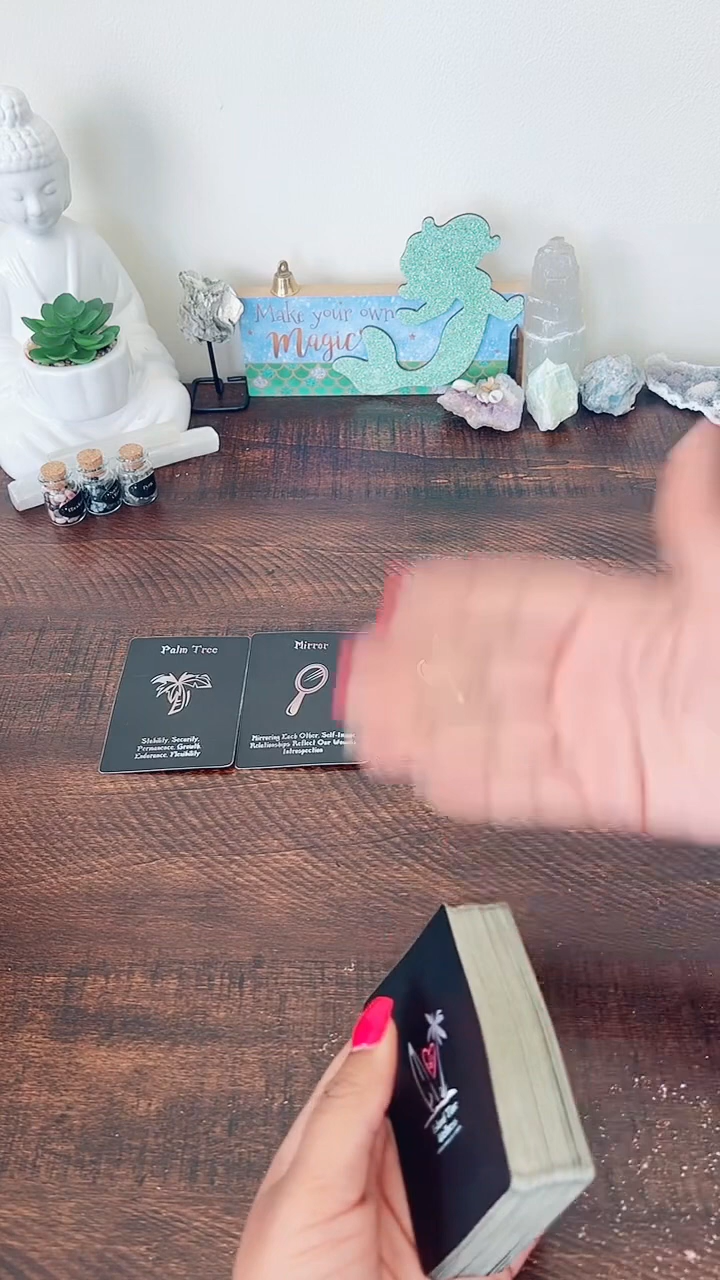 Make your own
Magic
Palm Tree
Stability, Security,
Permanence, Growth
Endurance, Flexibility
Mirror
Mirroring Each Other, Self-Image
Relationships Reflect Our Wounds
Introspection